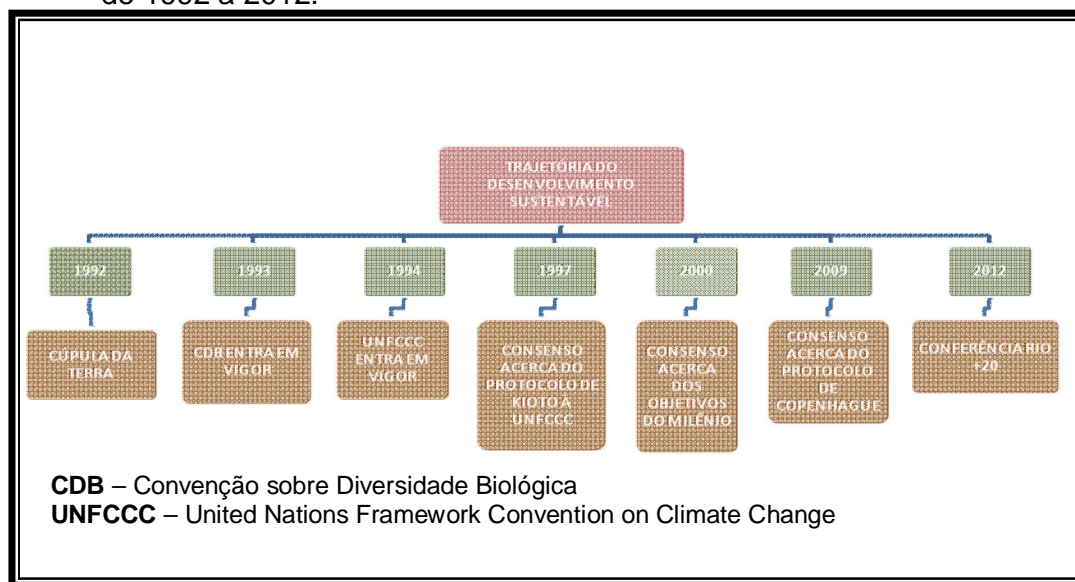 TRAJETÓRIA DO
DESENVOLVIMENTO
SUSTENTÁVEL
1992
1993
1994
1997
2000
2009
2012
CÚPULA DA
TERRA
CDB ENTRA EM
VIGOR
UNFCCC
ENTRA EM
VIGOR
CONSENSO
ACERCA DO
PROTOCOLO DE
KIOTO À
UNFCCC
CONSENSO
ACERCA
DOS
OBJETIVOS
DO MILÊNIO
CONSENSO
ACERCA DO
PROTOCOLO
DE
COPENHAGUE
CONFERÊNCIA RIO
+20
CDB – Convenção sobre Diversidade Biológica
UNFCCC – United Nations Framework Convention on Climate Change